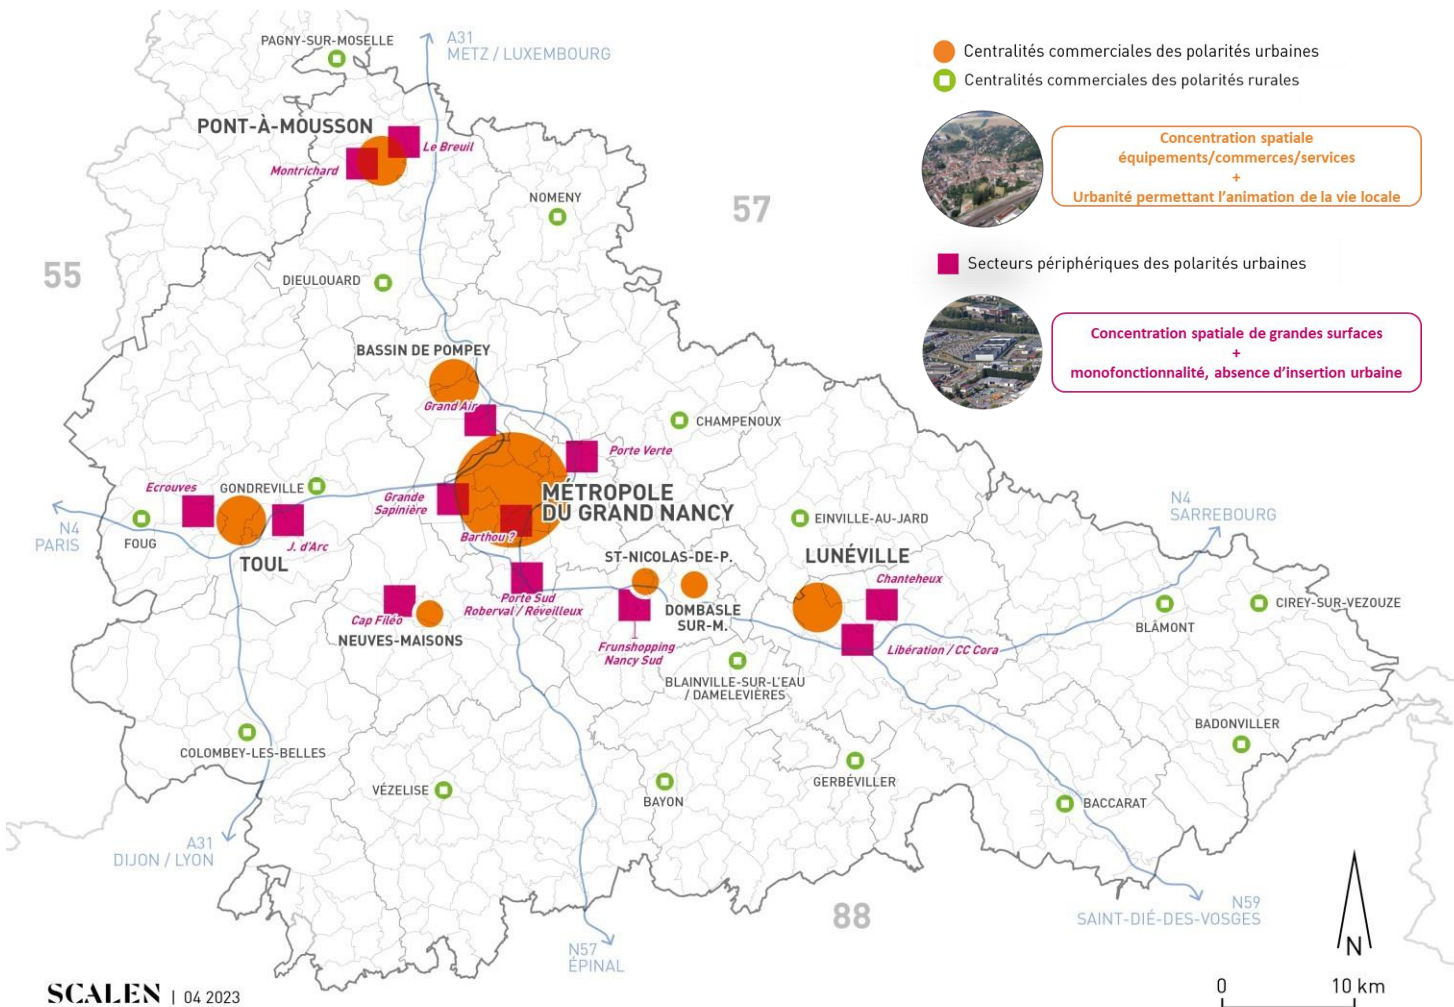 PAGNY-SUR-MOSELLE
A31
METZ / LUXEMBOURG
Centralités commerciales des polarités urbaines
Centralités commerciales des polarités rurales
PONT-À-MOUSSON
Le Breuil
Montrichard
Concentration spatiale
équipements/commerces/services
+
Urbanité permettant l'animation de la vie locale
NOMENY
57
55
DIEULOUARD
Secteurs périphériques des polarités urbaines
Concentration spatiale de grandes surfaces
+
monofonctionnalité, absence d'insertion urbaine
BASSIN DE POMPEY
Grand'Air
CHAMPENOUX
Porte Verte
Ecrouves
GONDREVILLE
Grande
Sapinière
MÉTROPOLE
DU GRAND NANCY
N4
PARIS
FOUG
J. d'Arc
TOUL
Barthou ?
EINVILLE-AU-JARD
N4
SARREBOURG
ST-NICOLAS-DE-P.
LUNÉVILLE
Chanteheux
Porte Sud
Roberval / Réveilleux
DOMBASLE
SUR-M.
Cap Filéo
NEUVES-MAISONS
BLÂMONT
CIREY-SUR-VEZOUZE
Frunshopping
Nancy Sud
Libération / CC Cora
BLAINVILLE-SUR-L'EAU
/ DAMELEVIÈRES
BADONVILLER
COLOMBEY-LES-BELLES
VÉZELISE
BAYON
GERBÉVILLER
BACCARAT
A31
DIJON / LYON
88
N59
SAINT-DIÉ-DES-VOSGES
N57
ÉPINAL
N
SCALEN | 04 2023
0
10 km